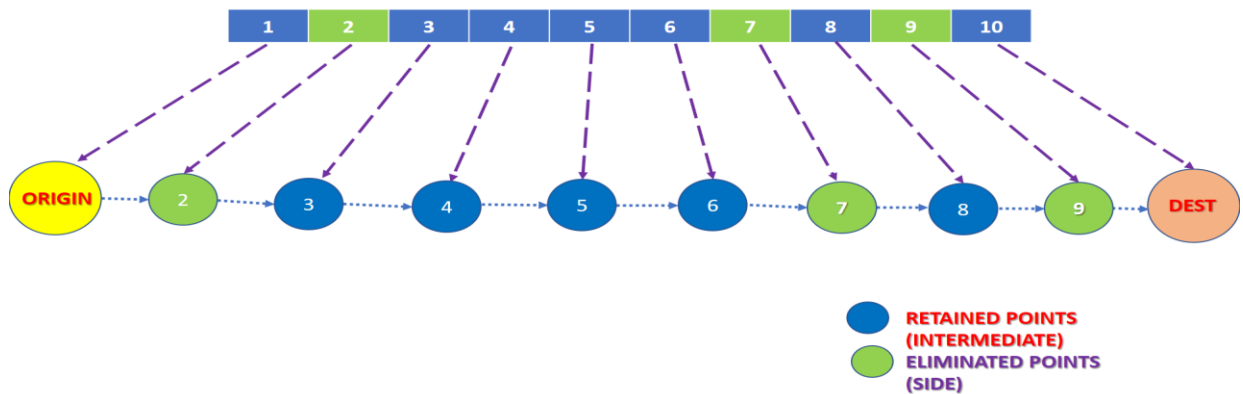 1 2 3 4 5 6 7 8 9 10
ORIGIN 2 3 4 5 6 7 8 9 DEST
RETAINED POINTS
(INTERMEDIATE)
ELIMINATED POINTS
(SIDE)